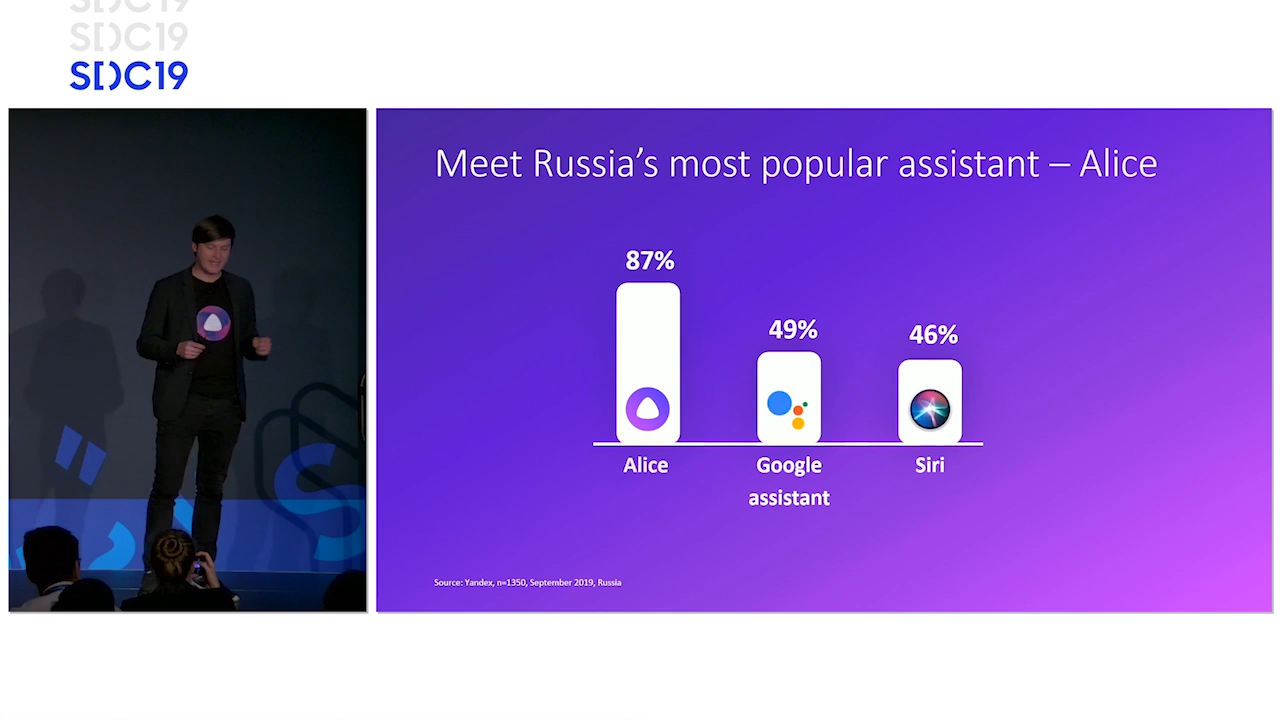 SDC19
SDC19
SDC19
Meet Russia’s most popular assistant – Alice
87%
49%
46%
Alice
Google
assistant
Siri
Source: Yandex, n=1350, September 2019, Russia